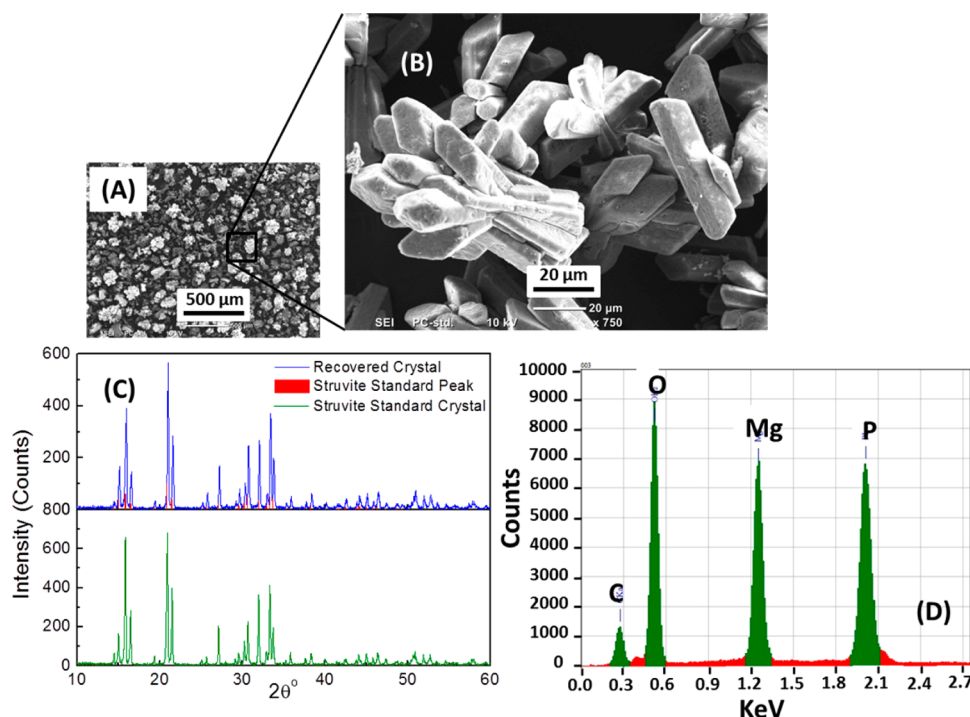 (A)
500 µm
(B)
20 µm
20 µm
SEI PC-std. 10 kV x 750
(C)
Recovered Crystal
Struvite Standard Peak
Struvite Standard Crystal
Intensity (Counts)
600
400
200
800
600
400
200
0
10 20 30 40 50 60
2θ°
(D)
003
O
Mg
P
C
Counts
10000
9000
8000
7000
6000
5000
4000
3000
2000
1000
0
0.0 0.3 0.6 0.9 1.2 1.5 1.8 2.1 2.4 2.7
KeV